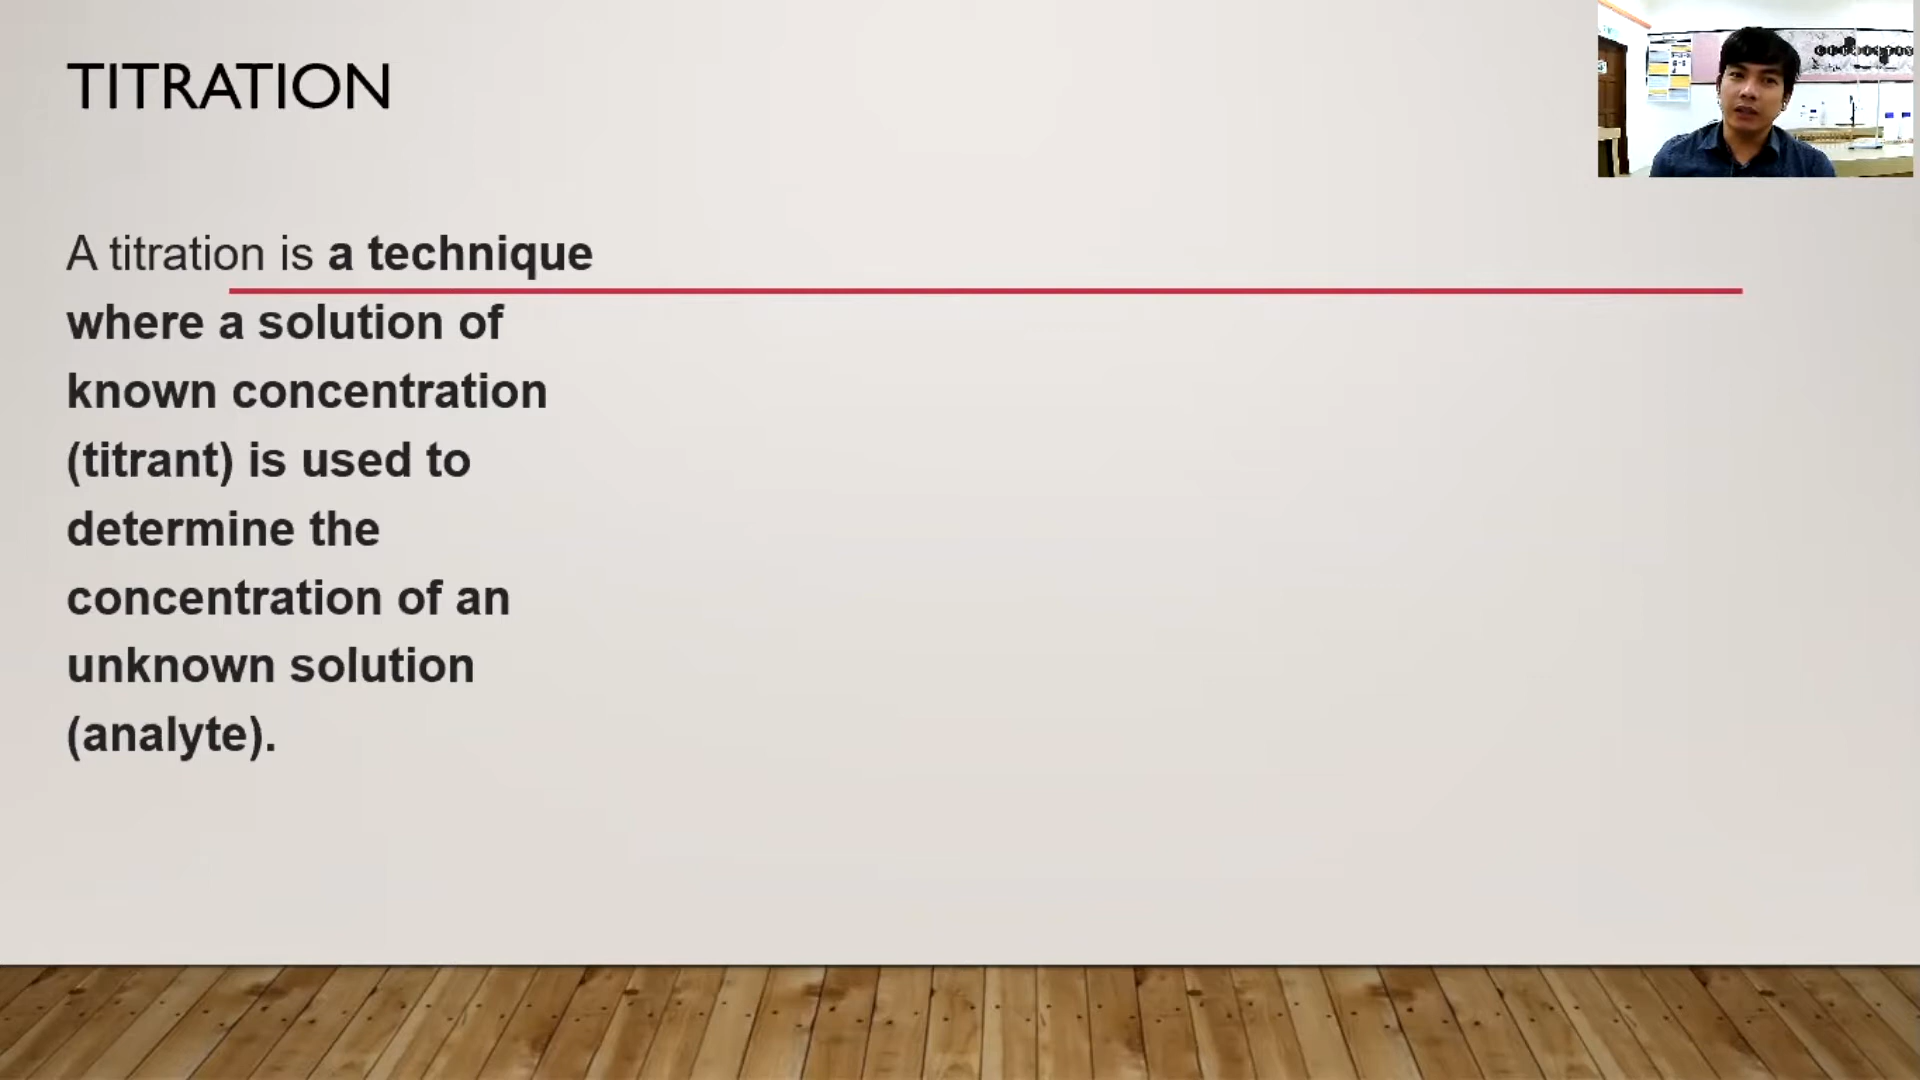 TITRATION
A titration is a technique
where a solution of
known concentration
(titrant) is used to
determine the
concentration of an
unknown solution
(analyte).